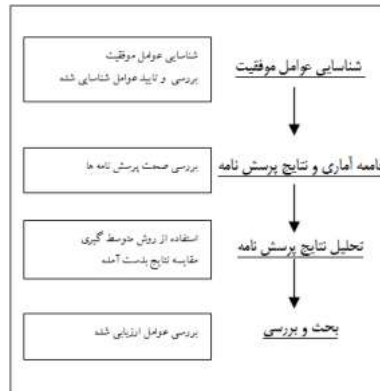 شناسایی عوامل موفقیت
شناسایی عوامل موفقیت
بررسی و تایید عوامل شناسایی شده
جامعه آماری و نتایج پرسش نامه
بررسی صحت پرسش نامه ها
تحلیل نتایج پرسش نامه
استفاده از روش متوسط گیری
مقایسه نتایج بدست آمده
بحث و بررسی
بررسی عوامل ارزیابی شده